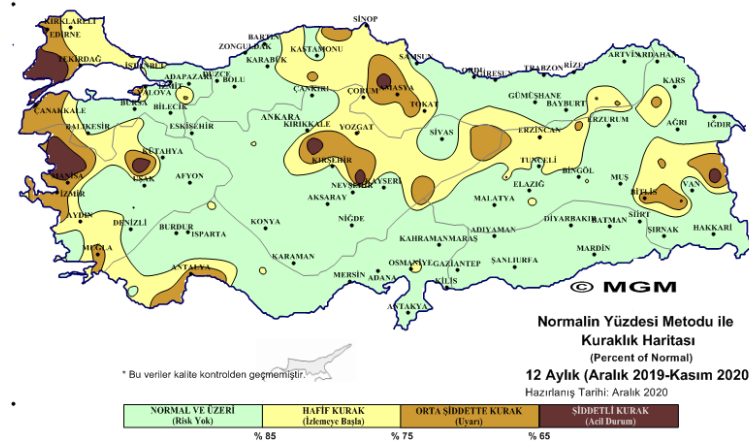 SİNOP
KIRKLARELİ
EDİRNE
BARTIN
ZONGULDAK
KASTAMONU
TEKİRDAĞ
İSTANBUL
KARABÜK
SAMSUN
ARTVİN ARDAHAN
DÜZCE
ADAPAZARI
BOLU
ORDU
GİRESUN
TRABZON
RİZE
İZMİT
YALOVA
ÇANKIRI
ÇORUM
AMASYA
KARS
ÇANAKKALE
BURSA
BİLECİK
TOKAT
GÜMÜŞHANE
BAYBURT
ANKARA
BALIKESİR
ESKİŞEHİR
KIRIKKALE
YOZGAT
SİVAS
ERZİNCAN
ERZURUM
AĞRI
IĞDIR
KÜTAHYA
KIRŞEHİR
TUNCELİ
BİNGÖL
MANİSA
UŞAK
AFYON
NEVŞEHİR
KAYSERİ
ELAZIĞ
MUŞ
BİTLİS
VAN
İZMİR
AKSARAY
MALATYA
AYDIN
DENİZLİ
BURDUR
ISPARTA
KONYA
NİĞDE
ADIYAMAN
DİYARBAKIR
BATMAN
SİİRT
ŞIRNAK
HAKKARİ
MUĞLA
KAHRAMANMARAŞ
MARDİN
ANTALYA
KARAMAN
MERSİN
ADANA
OSMANİYE
GAZİANTEP
ŞANLIURFA
KİLİS
ANTAKYA
© MGM
Normalin Yüzdesi Metodu ile
Kuraklık Haritası
(Percent of Normal)
12 Aylık (Aralık 2019-Kasım 2020
Hazırlanış Tarihi: Aralık 2020
* Bu veriler kalite kontrolden geçmemiştir.
NORMAL VE ÜZERİ
(Risk Yok)
HAFİF KURAK
(İzlemeye Başla)
ORTA ŞİDDETTE KURAK
(Uyarı)
ŞİDDETLİ KURAK
(Acil Durum)
% 85
% 75
% 65